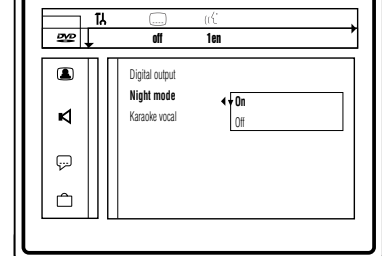 DVD
off 1en
Digital output
Night mode
Karaoke vocal
On
Off